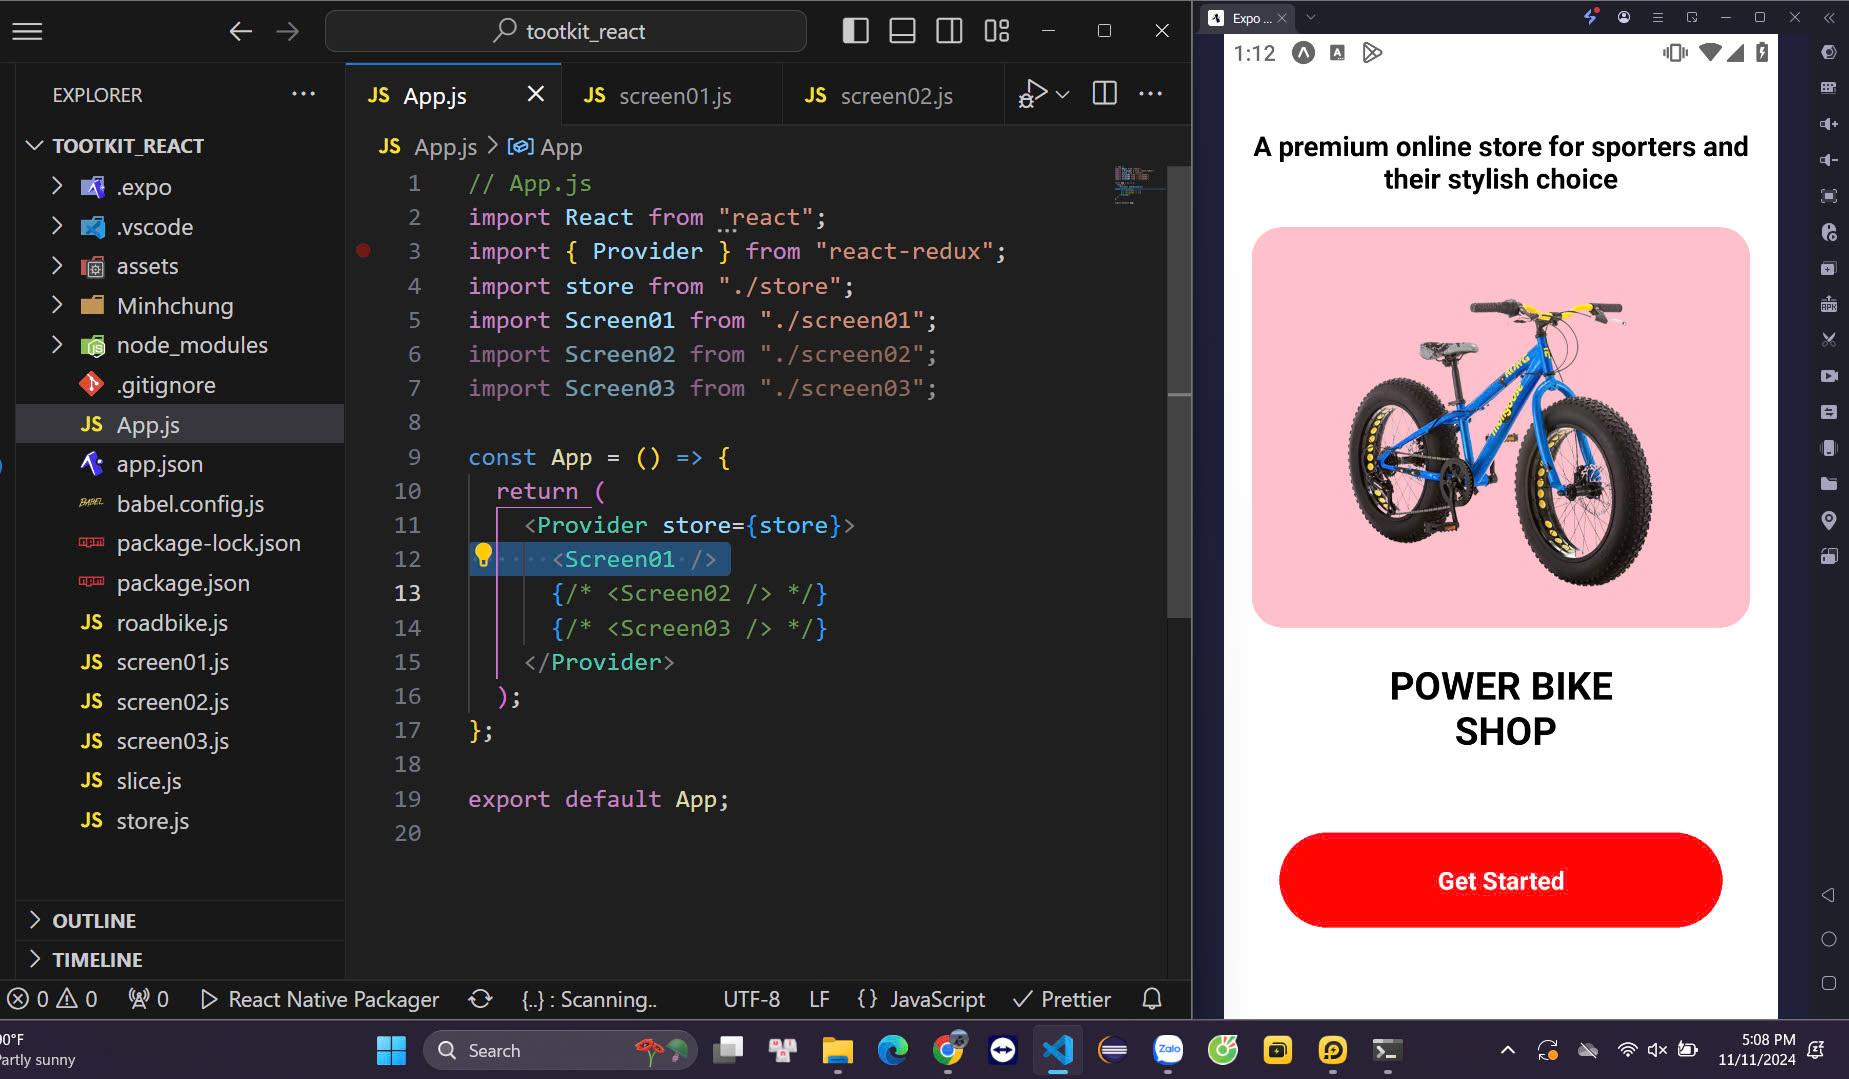 tootkit_react
EXPLORER
TOOTKIT_REACT
.expo
.vscode
assets
Minhchung
node_modules
.gitignore
JS App.js
app.json
BABEL babel.config.js
package-lock.json
package.json
JS roadbike.js
JS screen01.js
JS screen02.js
JS screen03.js
JS slice.js
JS store.js
OUTLINE
TIMELINE
JS App.js
JS screen01.js
JS screen02.js
JS App.js > App
1 // App.js
2 import React from "react";
3 import { Provider } from "react-redux";
4 import store from "./store";
5 import Screen01 from "./screen01";
6 import Screen02 from "./screen02";
7 import Screen03 from "./screen03";
8
9 const App = () => {
10 return (
11 <Provider store={store}>
12 <Screen01 />
13 {/* <Screen02 /> */}
14 {/* <Screen03 /> */}
15 </Provider>
16 );
17 };
18
19 export default App;
20
0 0 0 React Native Packager {..} : Scanning.. UTF-8 LF {} JavaScript Prettier
Expo ...
1:12
A premium online store for sporters and
their stylish choice
mongoose
POWER BIKE
SHOP
Get Started
Partly sunny
Search
Zalo
5:08 PM
11/11/2024